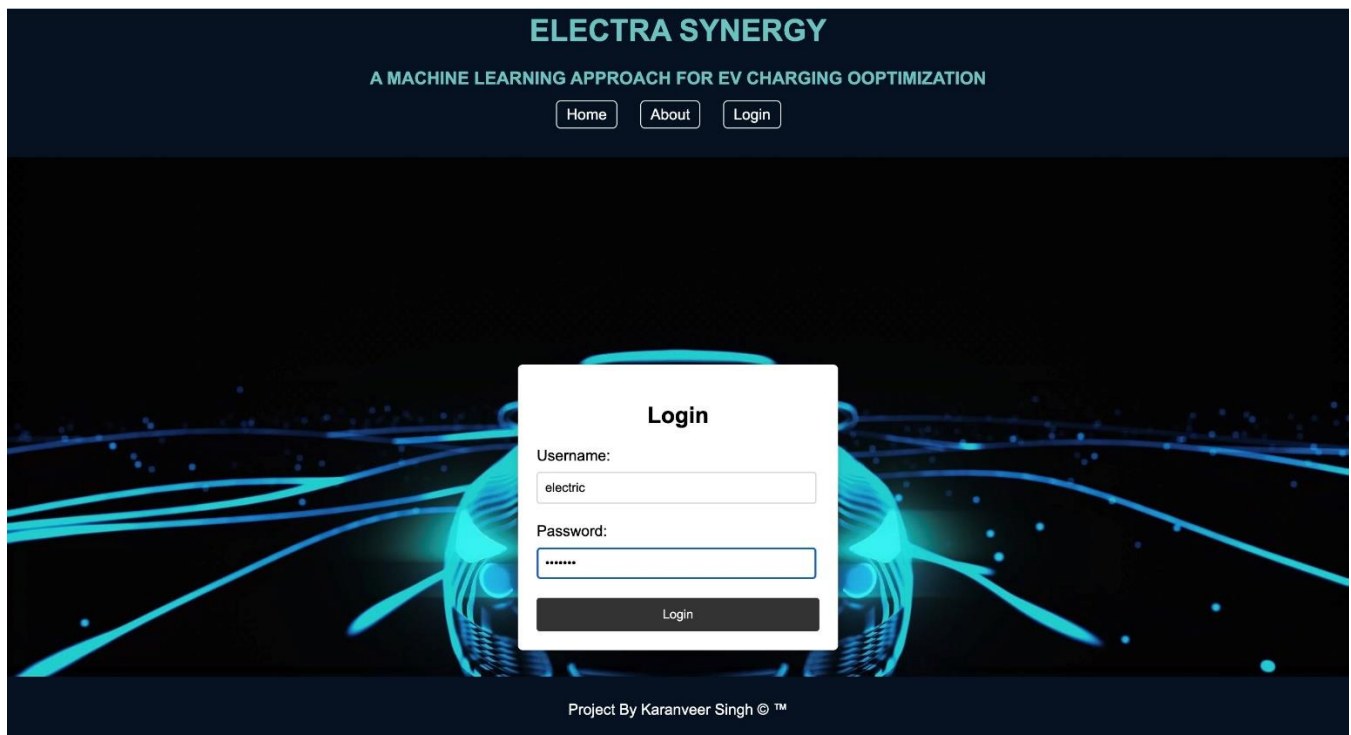 ELECTRA SYNERGY
A MACHINE LEARNING APPROACH FOR EV CHARGING OOPTIMIZATION
Home About Login
Login
Username:
electric
Password:
•••••••
Login
Project By Karanveer Singh © ™